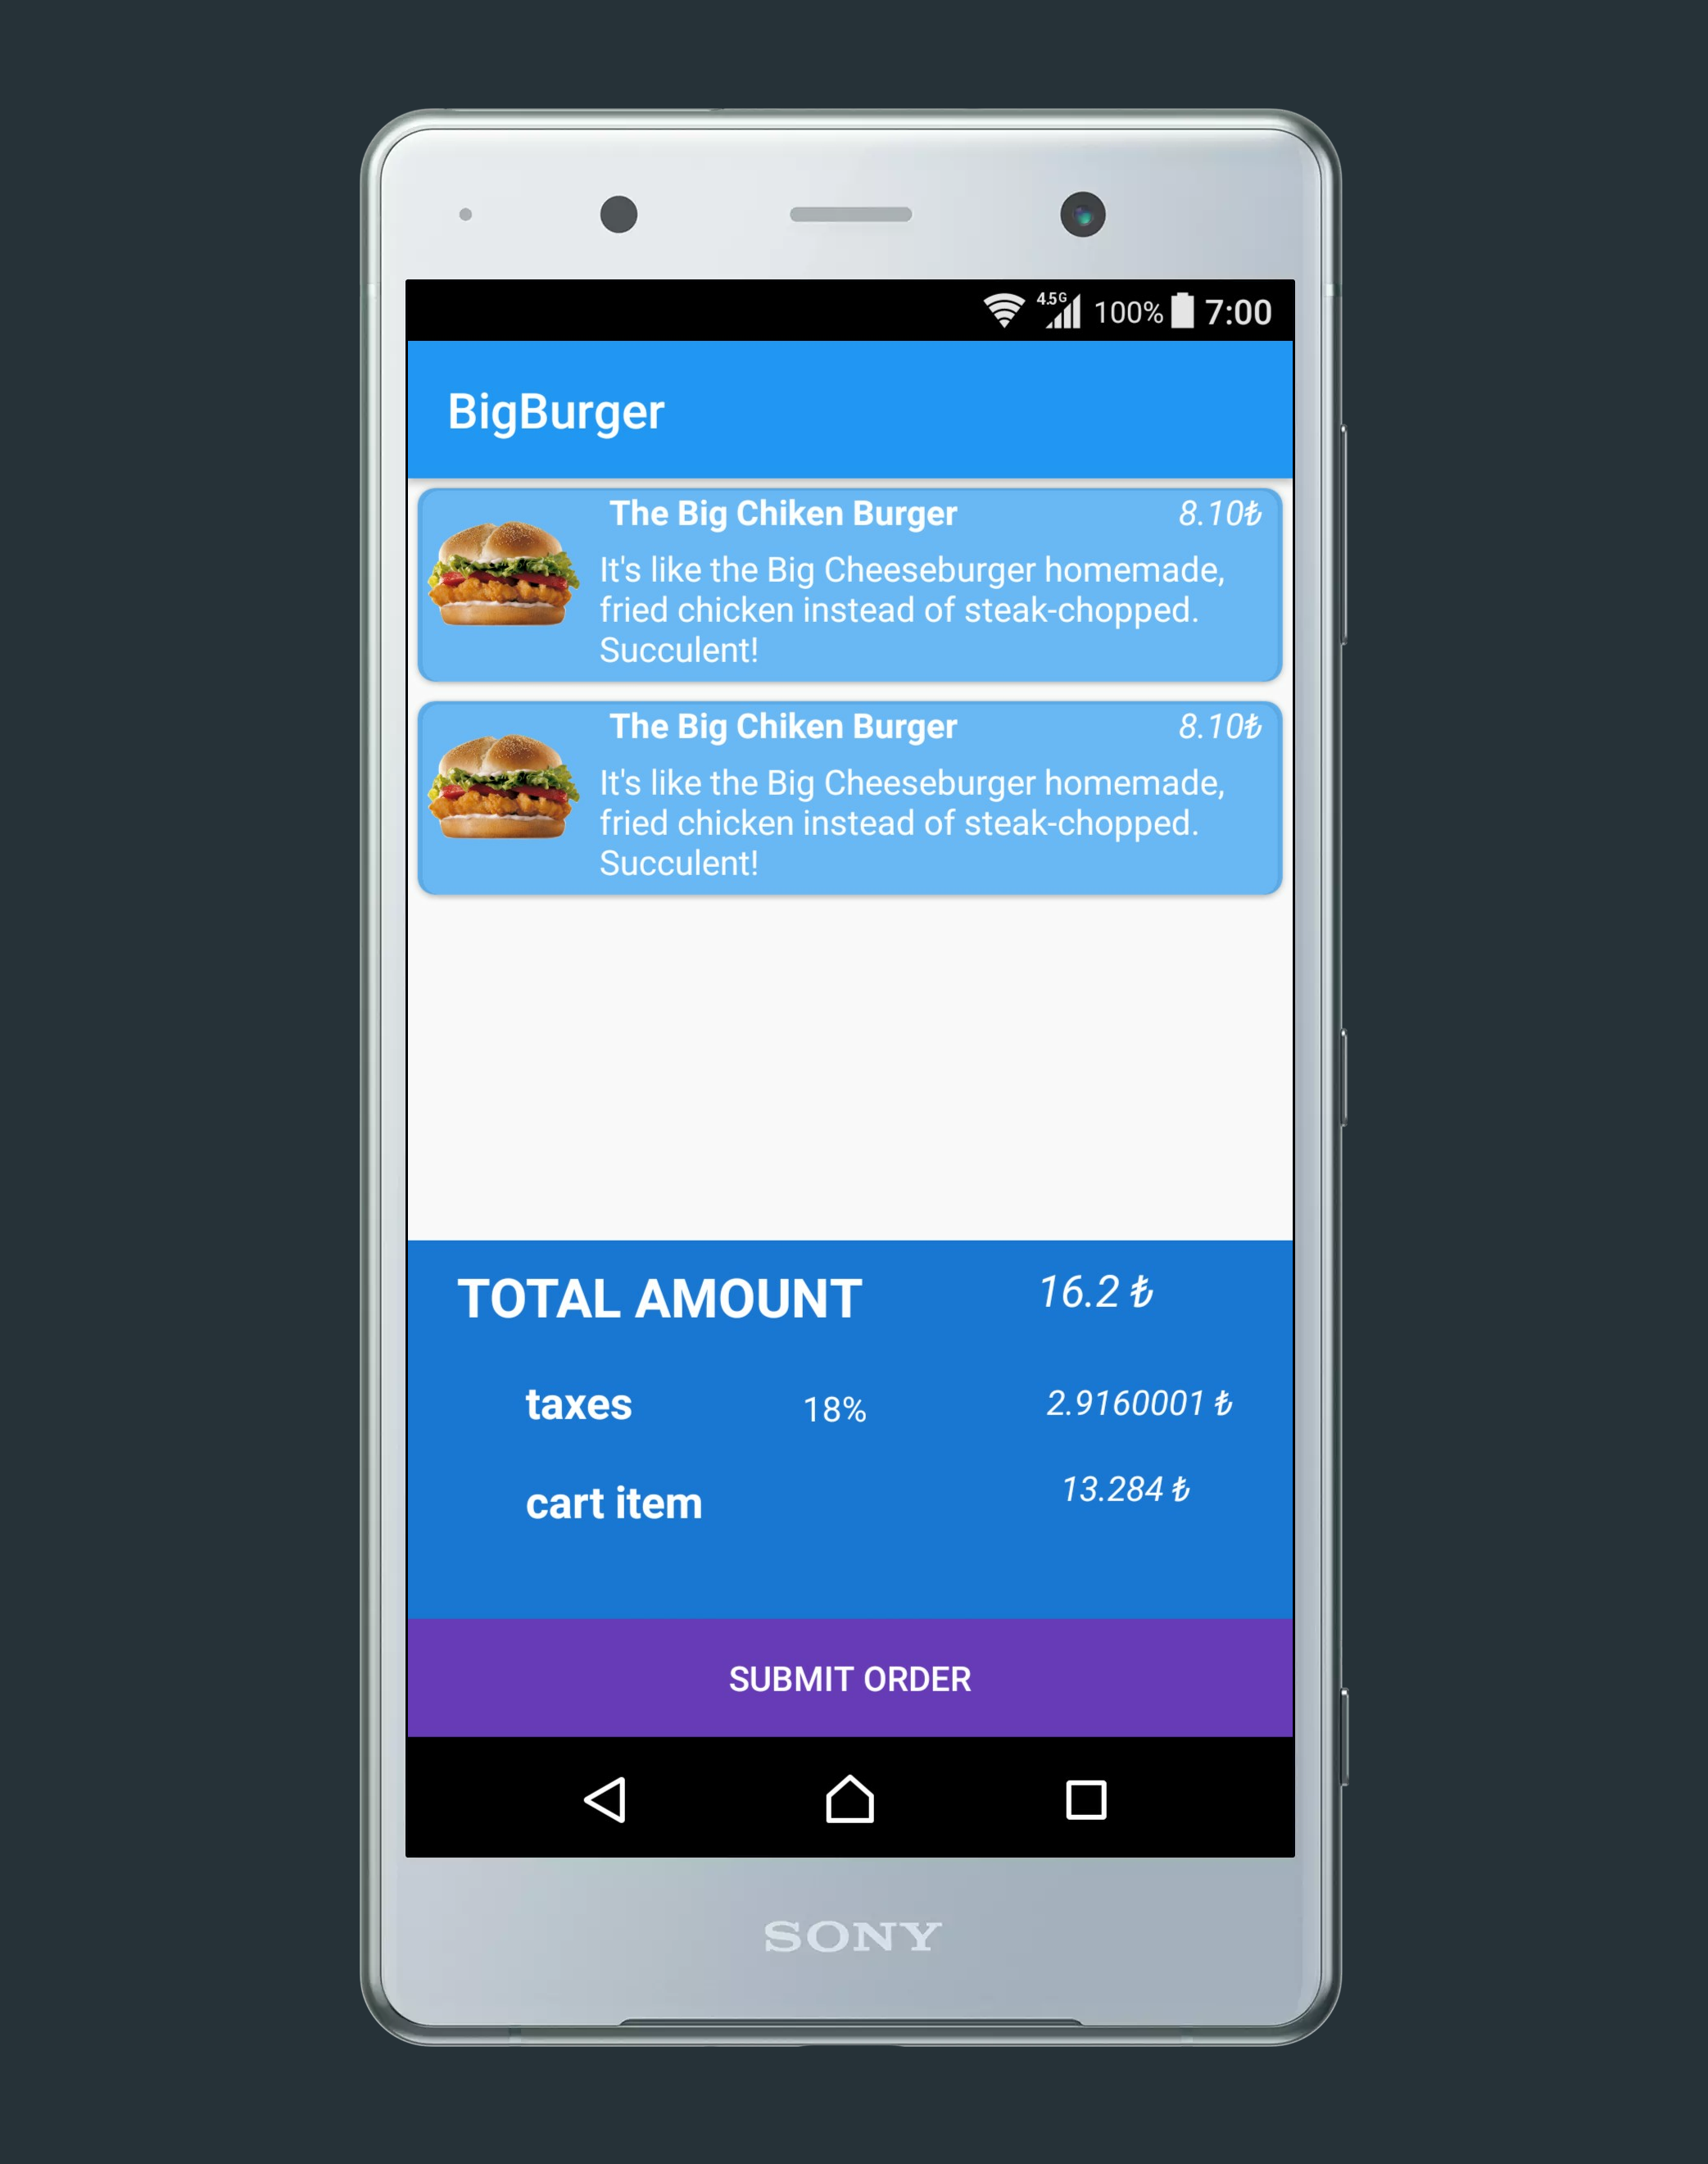 4.5G 100% 7:00
BigBurger
The Big Chiken Burger 8.10₺
It's like the Big Cheeseburger homemade,
fried chicken instead of steak-chopped.
Succulent!
The Big Chiken Burger 8.10₺
It's like the Big Cheeseburger homemade,
fried chicken instead of steak-chopped.
Succulent!
TOTAL AMOUNT 16.2 ₺
taxes 18% 2.9160001 ₺
cart item 13.284 ₺
SUBMIT ORDER
SONY